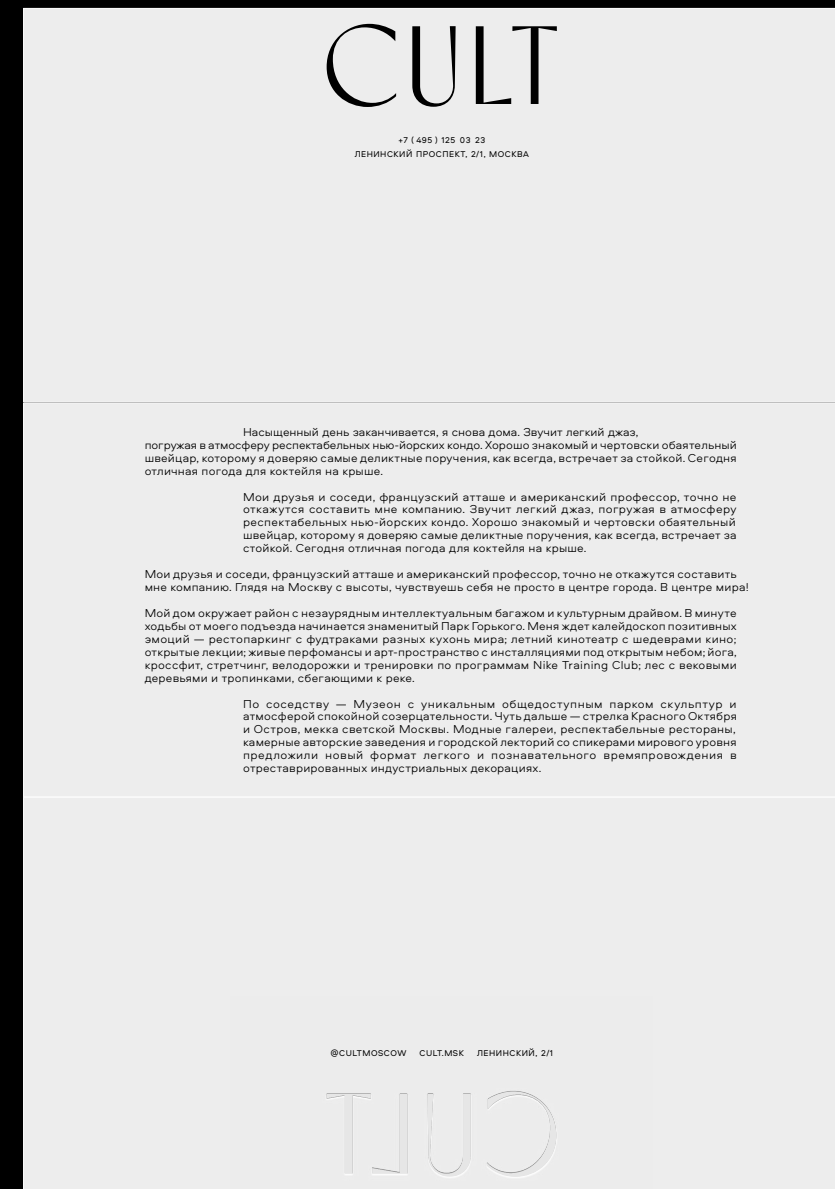 CULT
+7 (495) 125 03 23
ЛЕНИНСКИЙ ПРОСПЕКТ, 2/1, МОСКВА
Насыщенный день заканчивается, я снова дома. Звучит легкий джаз,
погружая в атмосферу респектабельных нью-йорских кондо. Хорошо знакомый и чертовски обаятельный
швейцар, которому я доверяю самые деликтные поручения, как всегда, встречает за стойкой. Сегодня
отличная погода для коктейля на крыше.
Мои друзья и соседи, французский атташе и американский профессор, точно не
откажутся составить мне компанию. Звучит легкий джаз, погружая в атмосферу
респектабельных нью-йорских кондо. Хорошо знакомый и чертовски обаятельный
швейцар, которому я доверяю самые деликтные поручения, как всегда, встречает за
стойкой. Сегодня отличная погода для коктейля на крыше.
Мои друзья и соседи, французский атташе и американский профессор, точно не откажутся составить
мне компанию. Глядя на Москву с высоты, чувствуешь себя не просто в центре города. В центре мира!
Мой дом окружает район с незаурядным интеллектуальным багажом и культурным драйвом. В минуте
ходьбы от моего подъезда начинается знаменитый Парк Горького. Меня ждет калейдоскоп позитивных
эмоций — рестопаркинг с фудтраками разных кухонь мира; летний кинотеатр с шедеврами кино;
открытые лекции; живые перфомансы и арт-пространство с инсталляциями под открытым небом; йога,
кроссфит, стретчинг, велодорожки и тренировки по программам Nike Training Club; лес с вековыми
деревьями и тропинками, сбегающими к реке.
По соседству — Музеон с уникальным общедоступным парком скульптур и
атмосферой спокойной созерцательности. Чуть дальше — стрелка Красного Октября
и Остров, мекка светской Москвы. Модные галереи, респектабельные рестораны,
камерные авторские заведения и городской лекторий со спикерами мирового уровня
предложили новый формат легкого и познавательного времяпровождения в
отреставрированных индустриальных декорациях.
@CULTMOSCOW CULT.MSK ЛЕНИНСКИЙ, 2/1
CULT